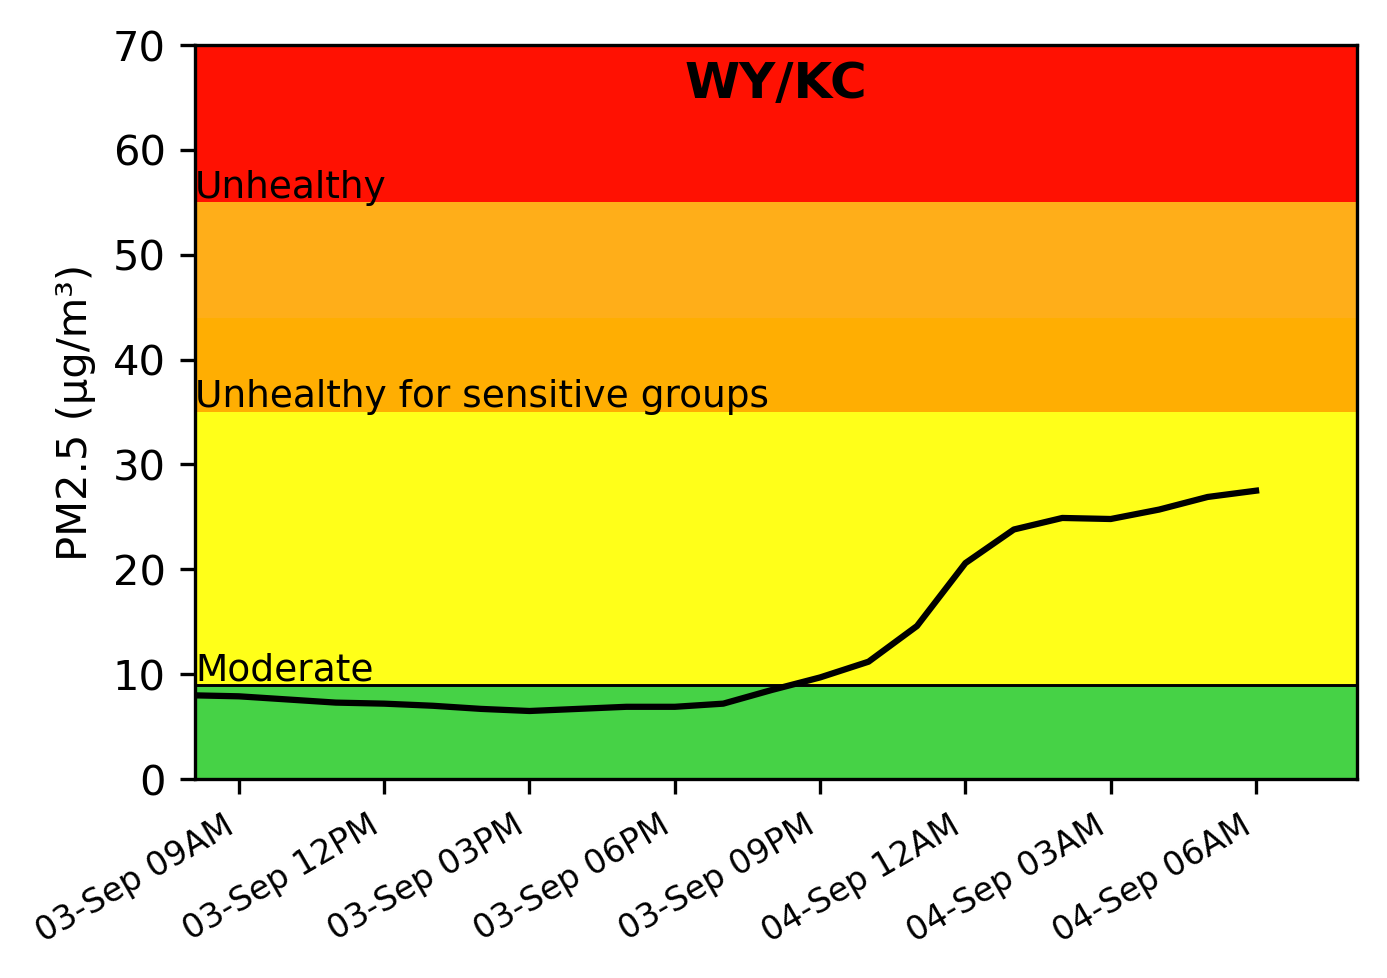 WY/KC
PM2.5 (µg/m³)
70
60
Unhealthy
50
40
Unhealthy for sensitive groups
30
20
Moderate
10
0
03-Sep 09AM
03-Sep 12PM
03-Sep 03PM
03-Sep 06PM
03-Sep 09PM
04-Sep 12AM
04-Sep 03AM
04-Sep 06AM